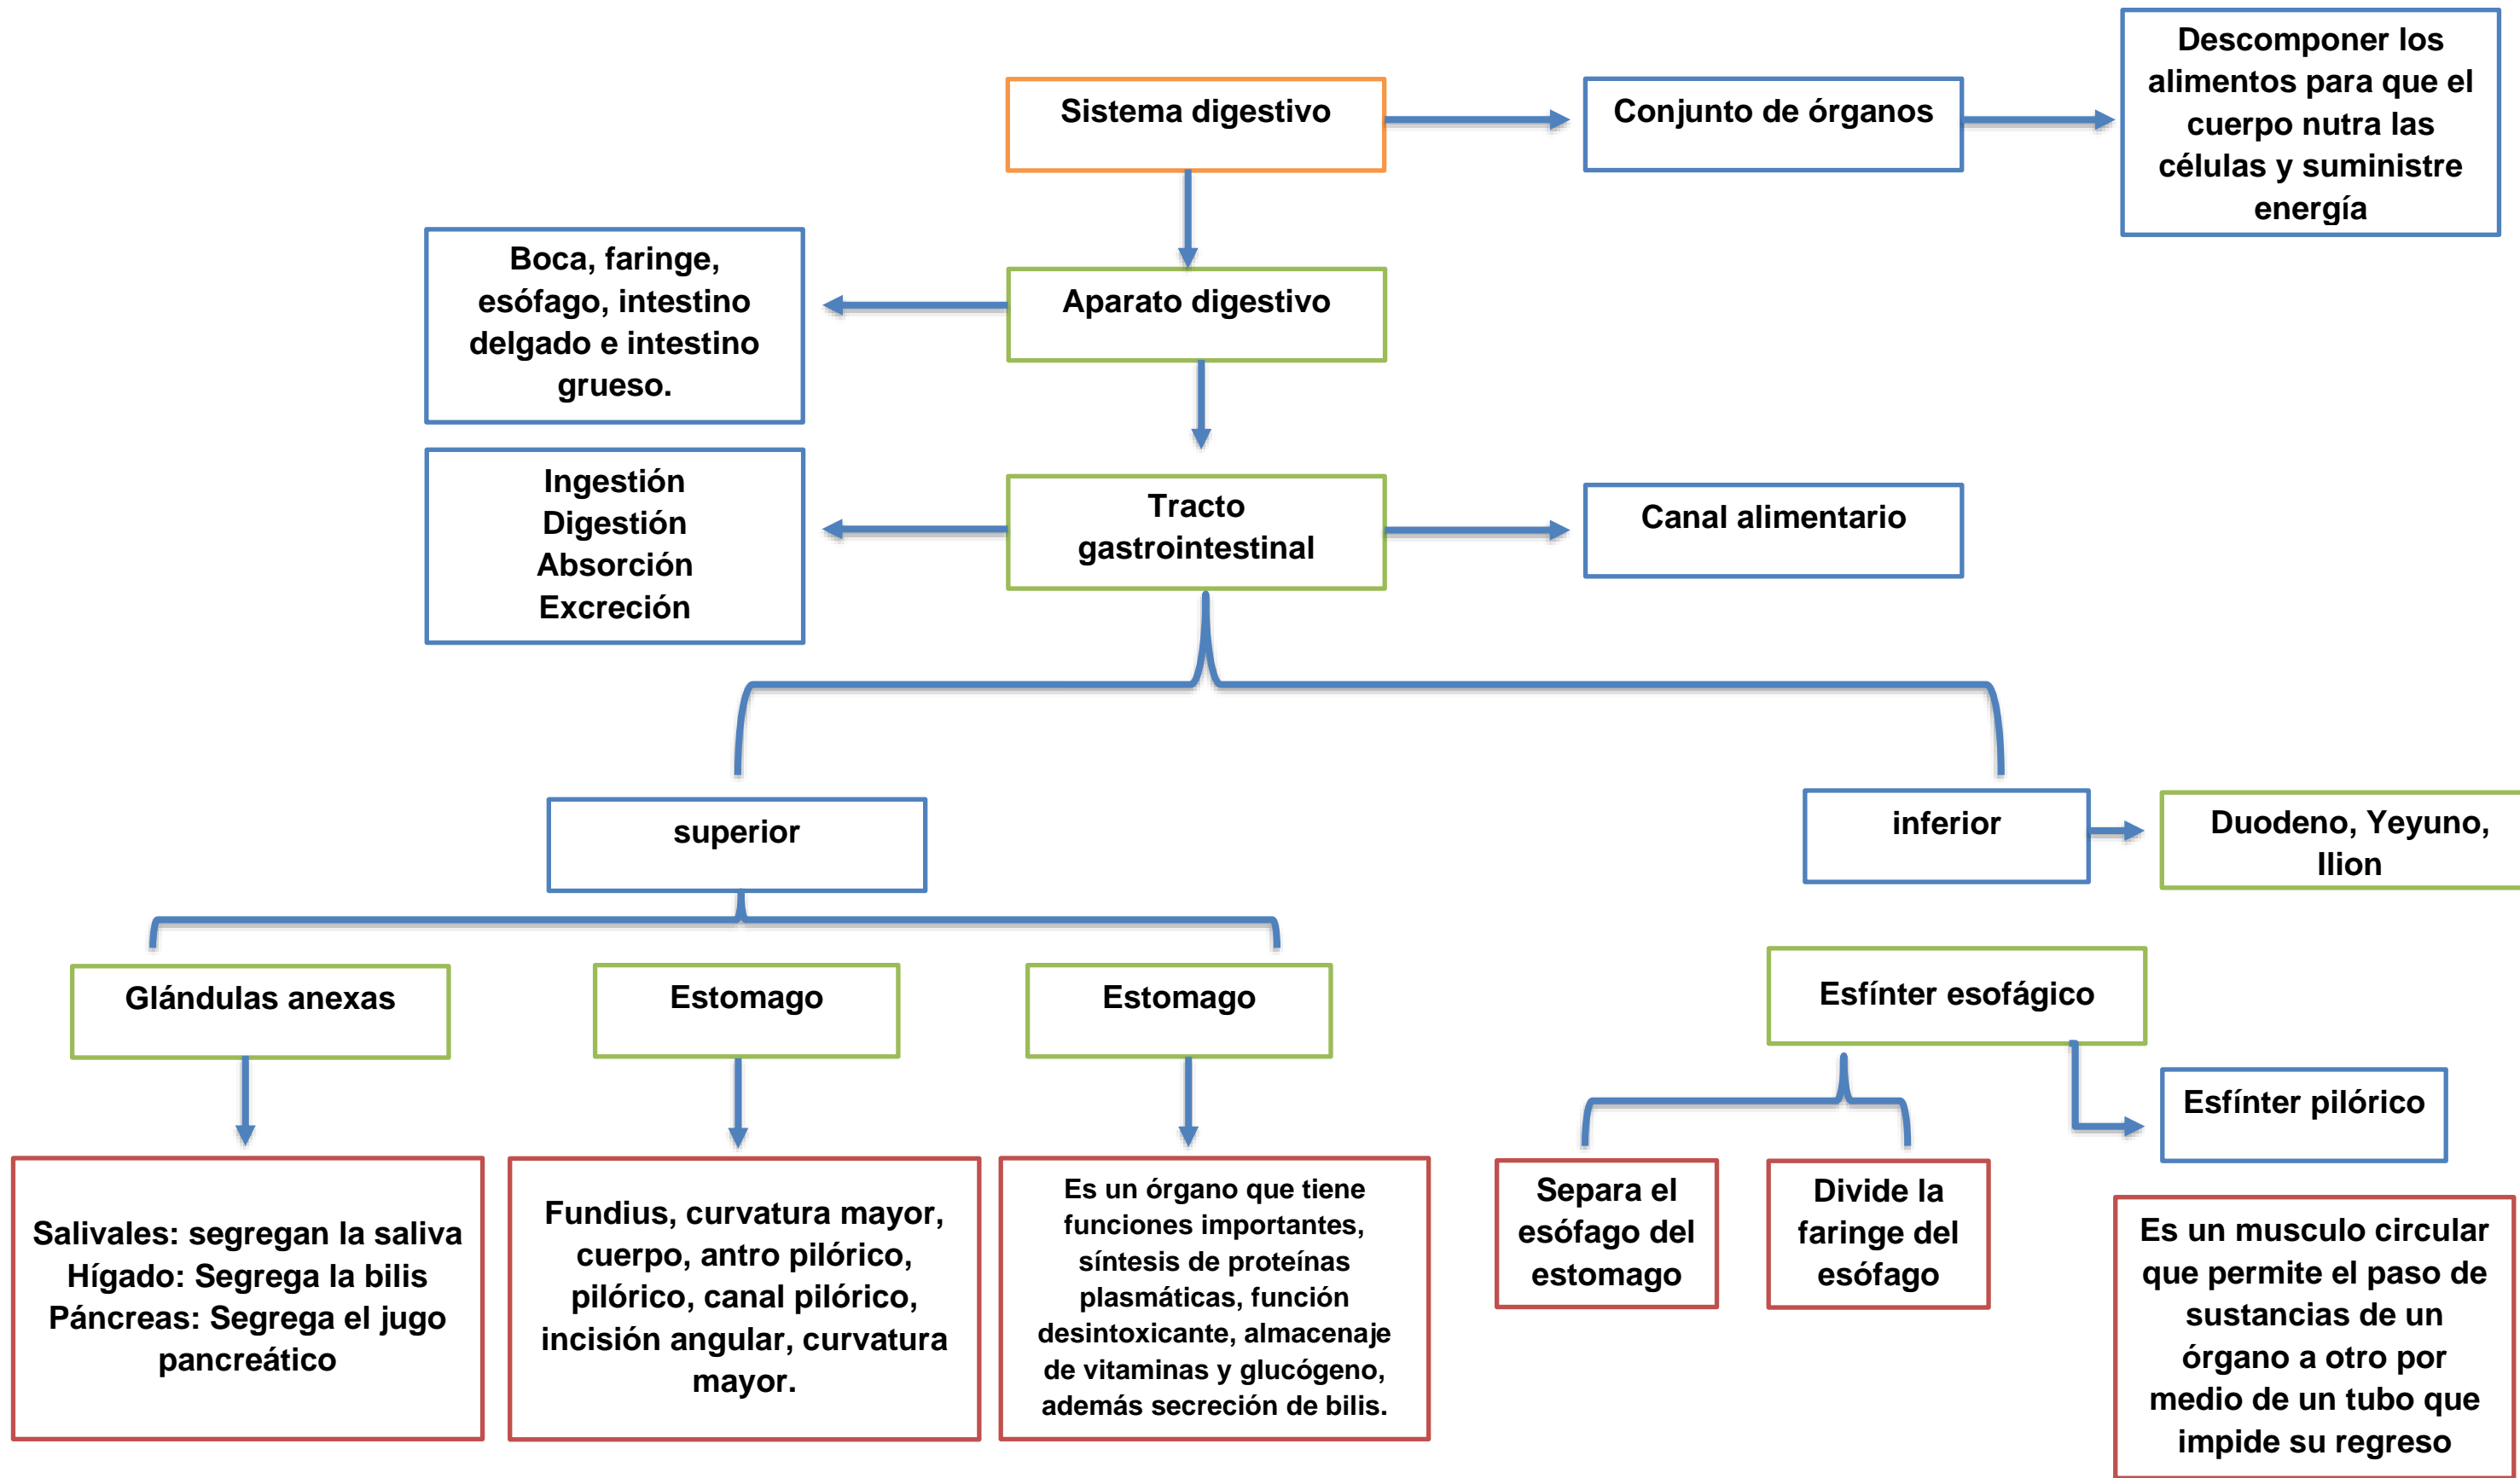 Sistema digestivo
Conjunto de órganos
Descomponer los
alimentos para que el
cuerpo nutra las
células y suministre
energía
Boca, faringe,
esófago, intestino
delgado e intestino
grueso.
Aparato digestivo
Ingestión
Digestión
Absorción
Excreción
Tracto
gastrointestinal
Canal alimentario
superior
inferior
Duodeno, Yeyuno,
Ilion
Glándulas anexas
Estomago
Estomago
Esfínter esofágico
Esfínter pilórico
Salivales: segregan la saliva
Hígado: Segrega la bilis
Páncreas: Segrega el jugo
pancreático
Fundius, curvatura mayor,
cuerpo, antro pilórico,
pilórico, canal pilórico,
incisión angular, curvatura
mayor.
Es un órgano que tiene
funciones importantes,
síntesis de proteínas
plasmáticas, función
desintoxicante, almacenaje
de vitaminas y glucógeno,
además secreción de bilis.
Separa el
esófago del
estomago
Divide la
faringe del
esófago
Es un musculo circular
que permite el paso de
sustancias de un
órgano a otro por
medio de un tubo que
impide su regreso